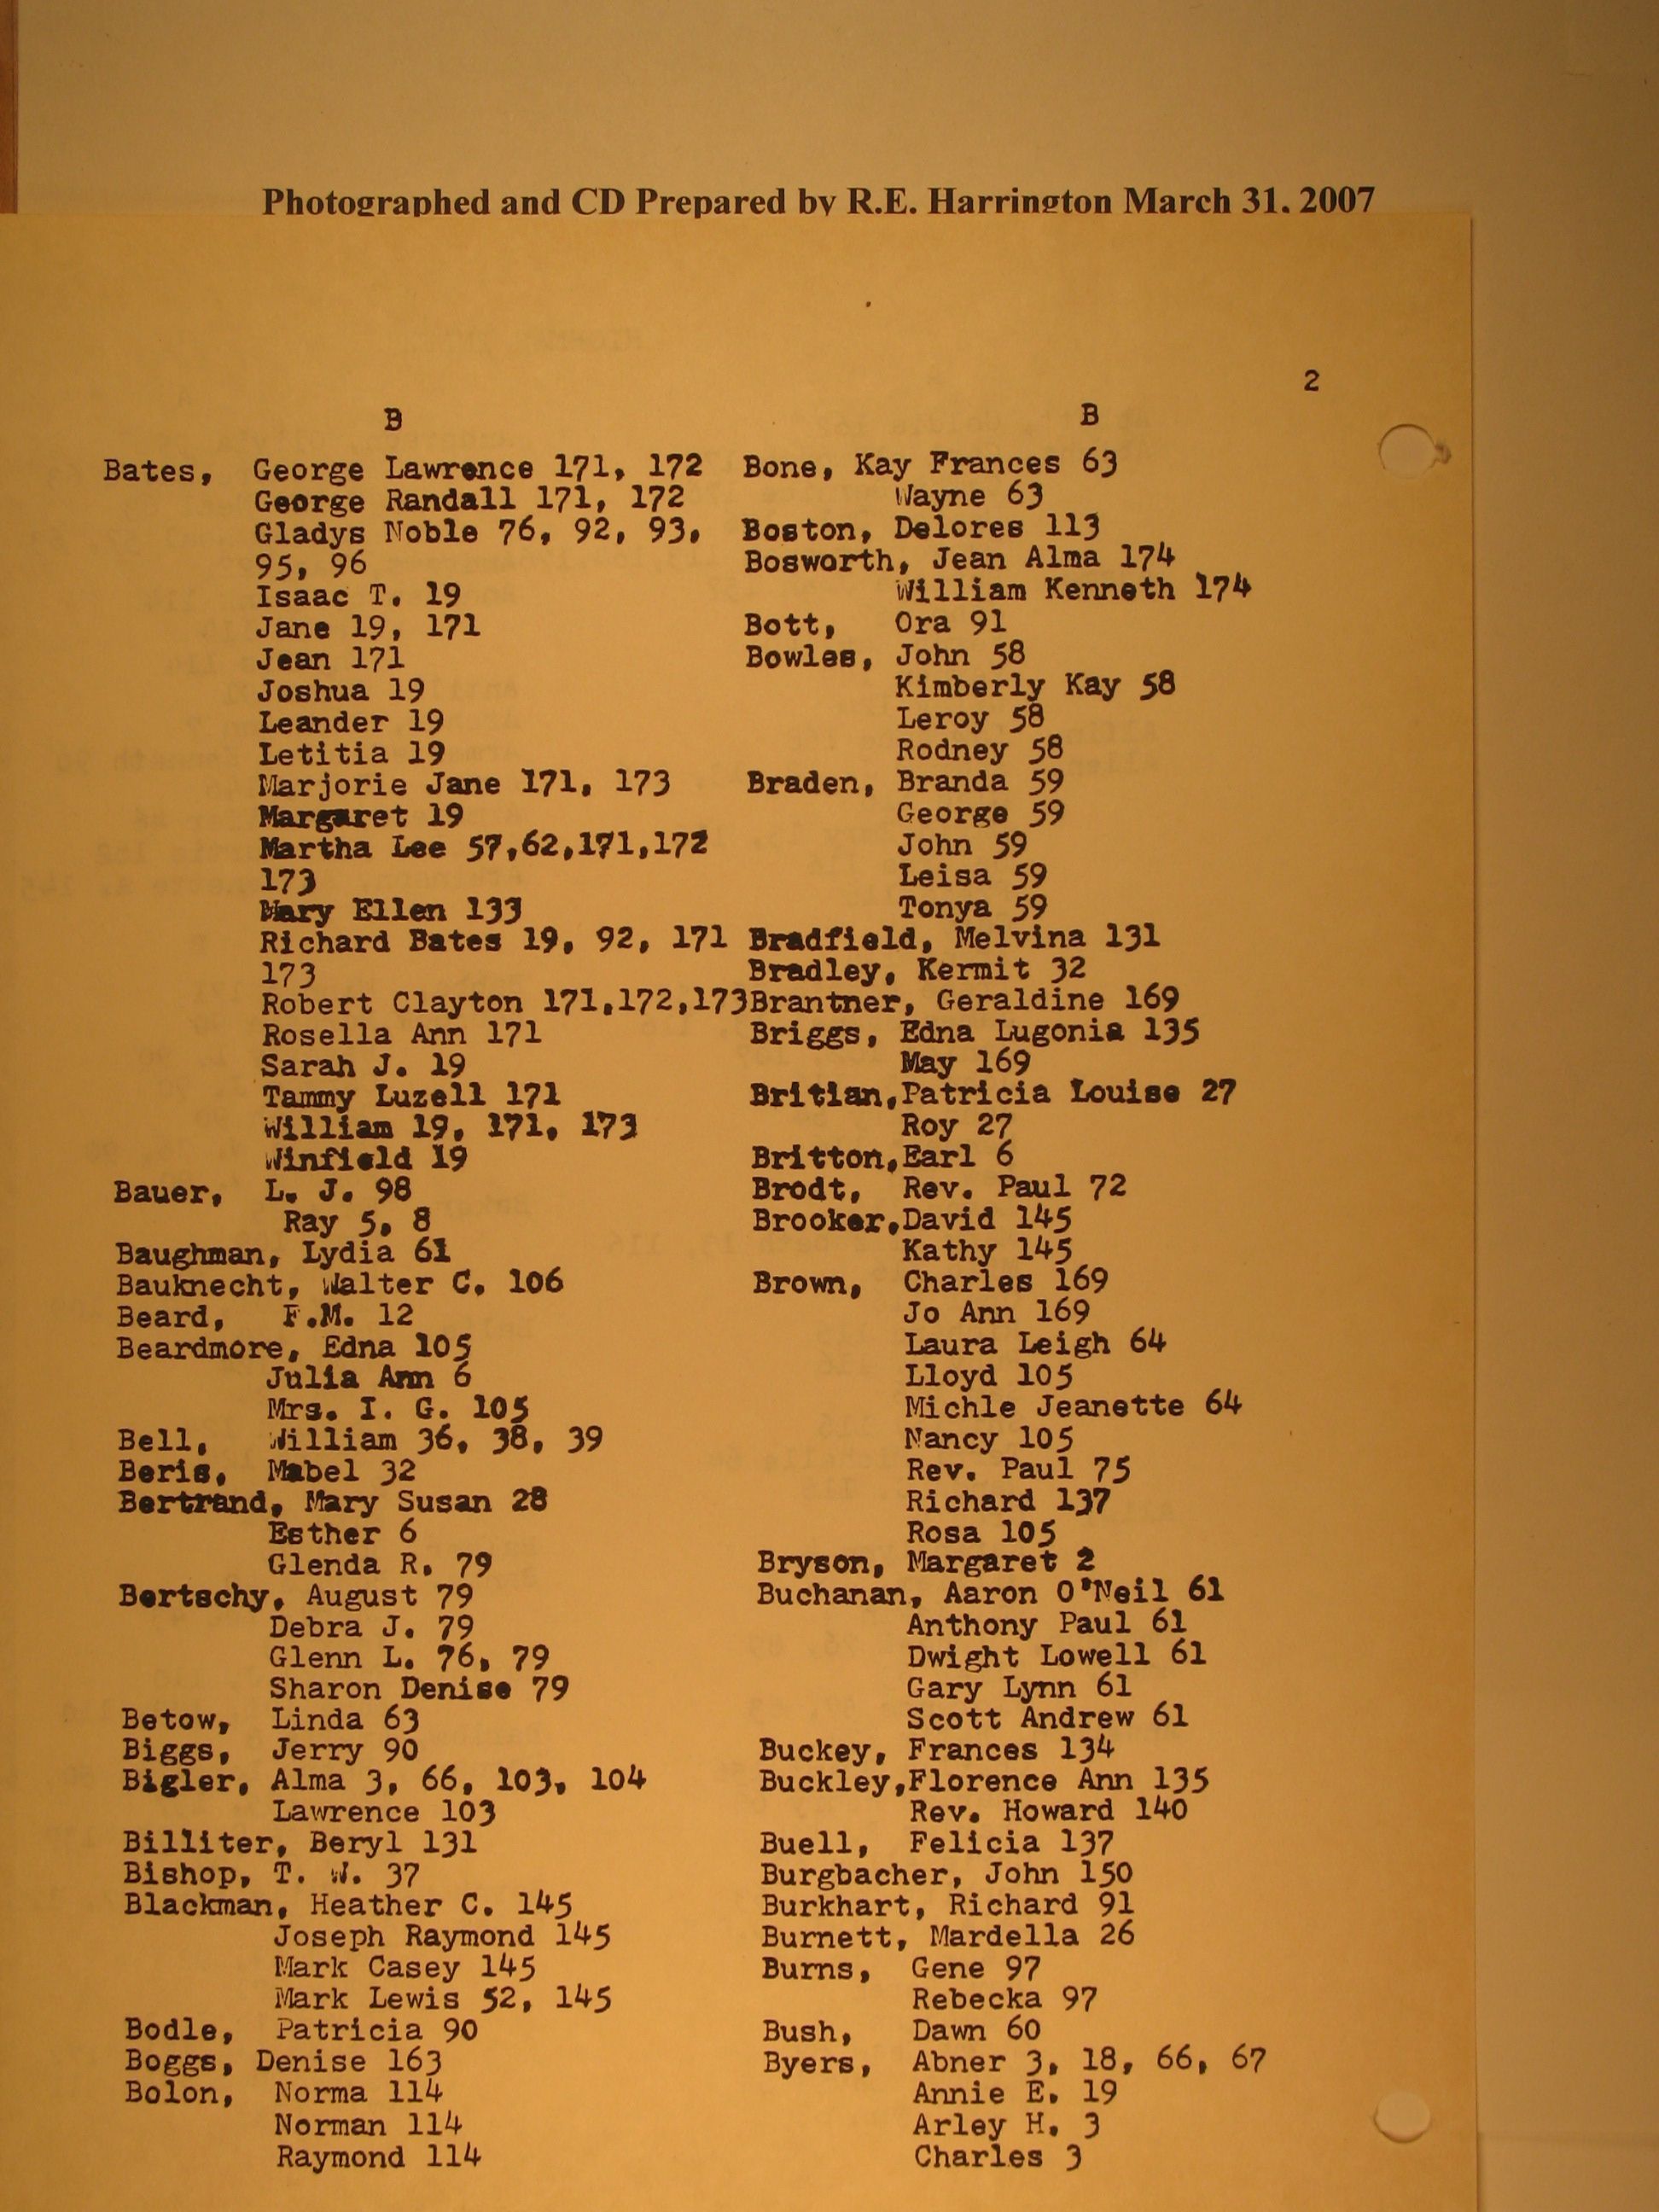 Photographed and CD Prepared by R.E. Harrington March 31, 2007
2
B
Bates, George Lawrence 171, 172
George Randall 171, 172
Gladys Noble 76, 92, 93,
95, 96
Isaac T. 19
Jane 19, 171
Jean 171
Joshua 19
Leander 19
Letitia 19
Marjorie Jane 171, 173
Margaret 19
Martha Lee 57,62,171,172
173
Mary Ellen 133
Richard Bates 19, 92, 171
173
Robert Clayton 171,172,173
Rosella Ann 171
Sarah J. 19
Tammy Luzell 171
William 19, 171, 173
Winfield 19
Bauer, L. J. 98
Ray 5, 8
Baughman, Lydia 61
Bauknecht, Walter C. 106
Beard, F.M. 12
Beardmore, Edna 105
Julia Ann 6
Mrs. I. G. 105
Bell, William 36, 38, 39
Beris, Mabel 32
Bertrand, Mary Susan 28
Esther 6
Glenda R. 79
Bertschy, August 79
Debra J. 79
Glenn L. 76, 79
Sharon Denise 79
Betow, Linda 63
Biggs, Jerry 90
Bigler, Alma 3, 66, 103, 104
Lawrence 103
Billiter, Beryl 131
Bishop, T. W. 37
Blackman, Heather C. 145
Joseph Raymond 145
Mark Casey 145
Mark Lewis 52, 145
Bodle, Patricia 90
Boggs, Denise 163
Bolon, Norma 114
Norman 114
Raymond 114
B
Bone, Kay Frances 63
Wayne 63
Boston, Delores 113
Bosworth, Jean Alma 174
William Kenneth 174
Bott, Ora 91
Bowles, John 58
Kimberly Kay 58
Leroy 58
Rodney 58
Braden, Branda 59
George 59
John 59
Leisa 59
Tonya 59
Bradfield, Melvina 131
Bradley, Kermit 32
Brantner, Geraldine 169
Briggs, Edna Lugonia 135
May 169
Britian,Patricia Louise 27
Roy 27
Britton,Earl 6
Brodt, Rev. Paul 72
Brooker,David 145
Kathy 145
Brown, Charles 169
Jo Ann 169
Laura Leigh 64
Lloyd 105
Michle Jeanette 64
Nancy 105
Rev. Paul 75
Richard 137
Rosa 105
Bryson, Margaret 2
Buchanan, Aaron O'Neil 61
Anthony Paul 61
Dwight Lowell 61
Gary Lynn 61
Scott Andrew 61
Buckey, Frances 134
Buckley,Florence Ann 135
Rev. Howard 140
Buell, Felicia 137
Burgbacher, John 150
Burkhart, Richard 91
Burnett, Mardella 26
Burns, Gene 97
Rebecka 97
Bush, Dawn 60
Byers, Abner 3, 18, 66, 67
Annie E. 19
Arley H. 3
Charles 3